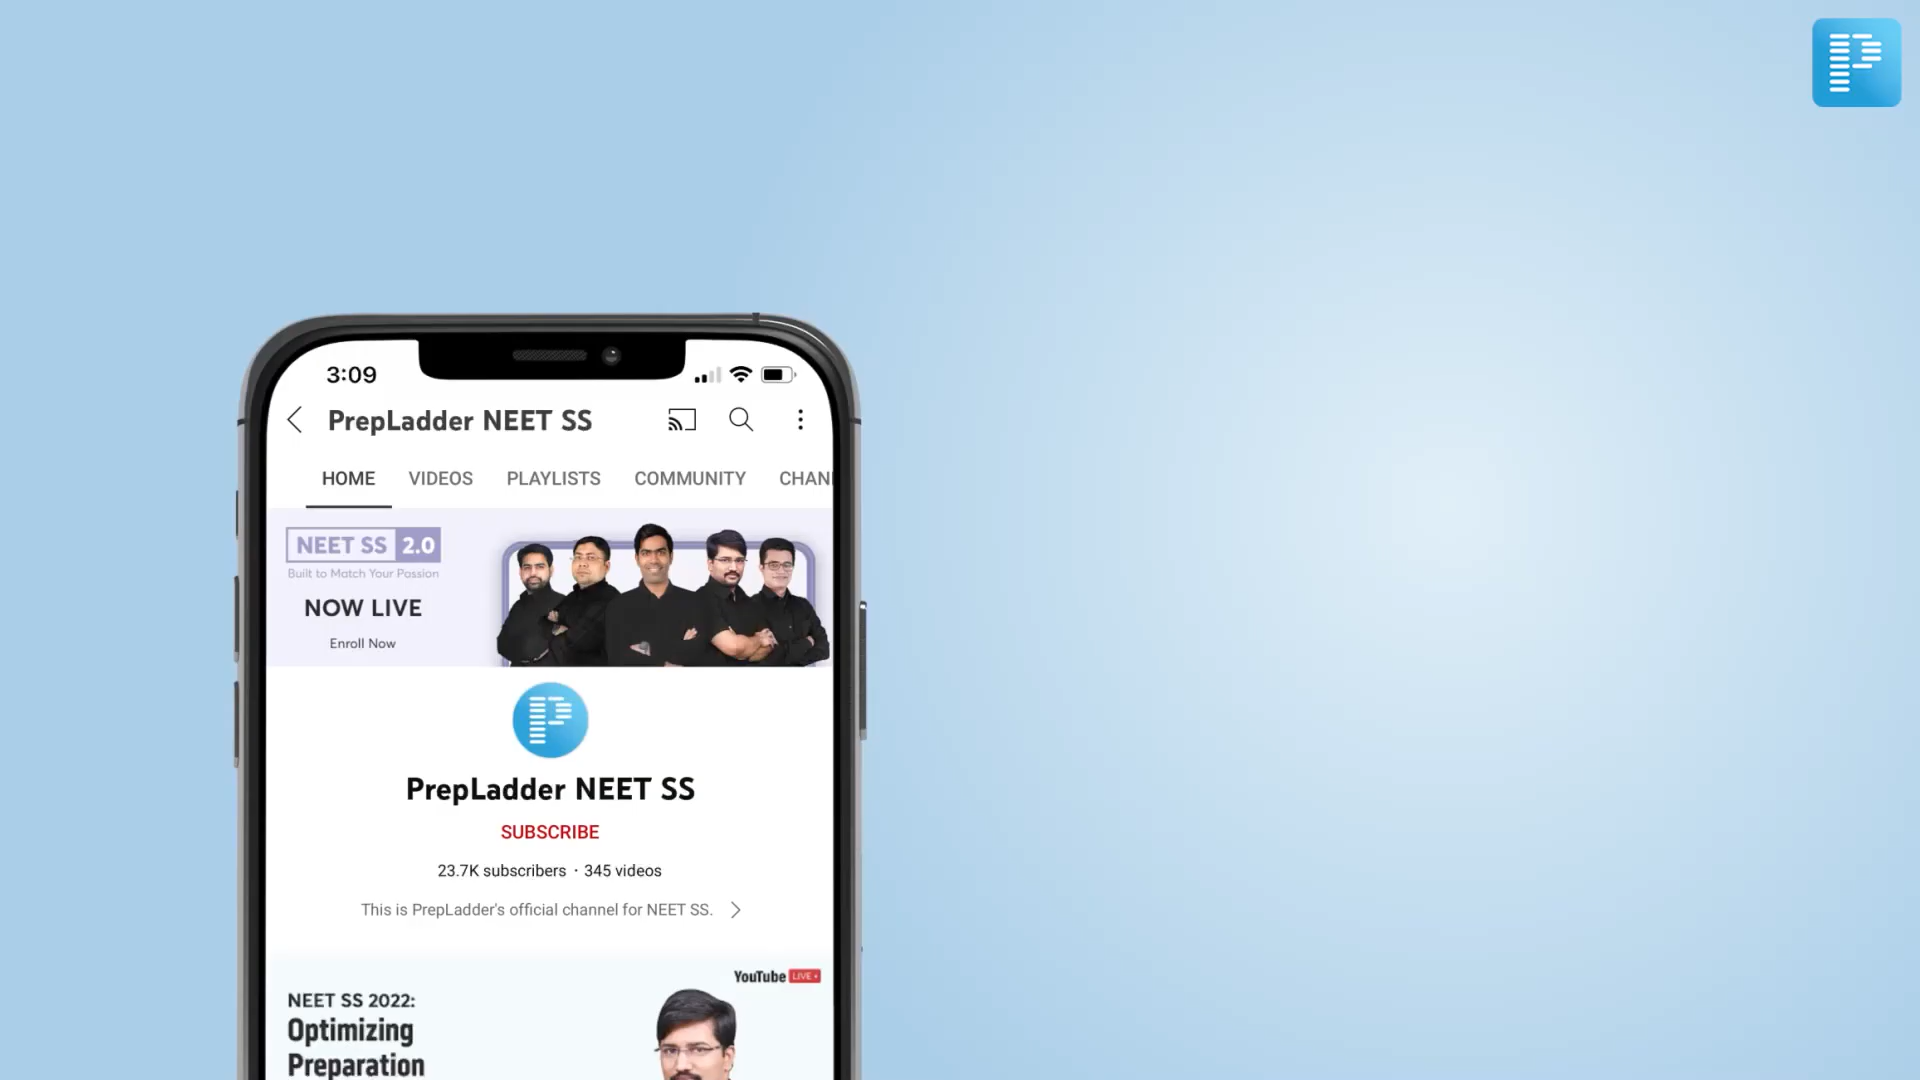 3:09
PrepLadder NEET SS
HOME VIDEOS PLAYLISTS COMMUNITY CHAN
NEET SS 2.0
Built to Match Your Passion
NOW LIVE
Enroll Now
PrepLadder NEET SS
SUBSCRIBE
23.7K subscribers · 345 videos
This is PrepLadder's official channel for NEET SS.
YouTube LIVE
NEET SS 2022:
Optimizing
Preparation